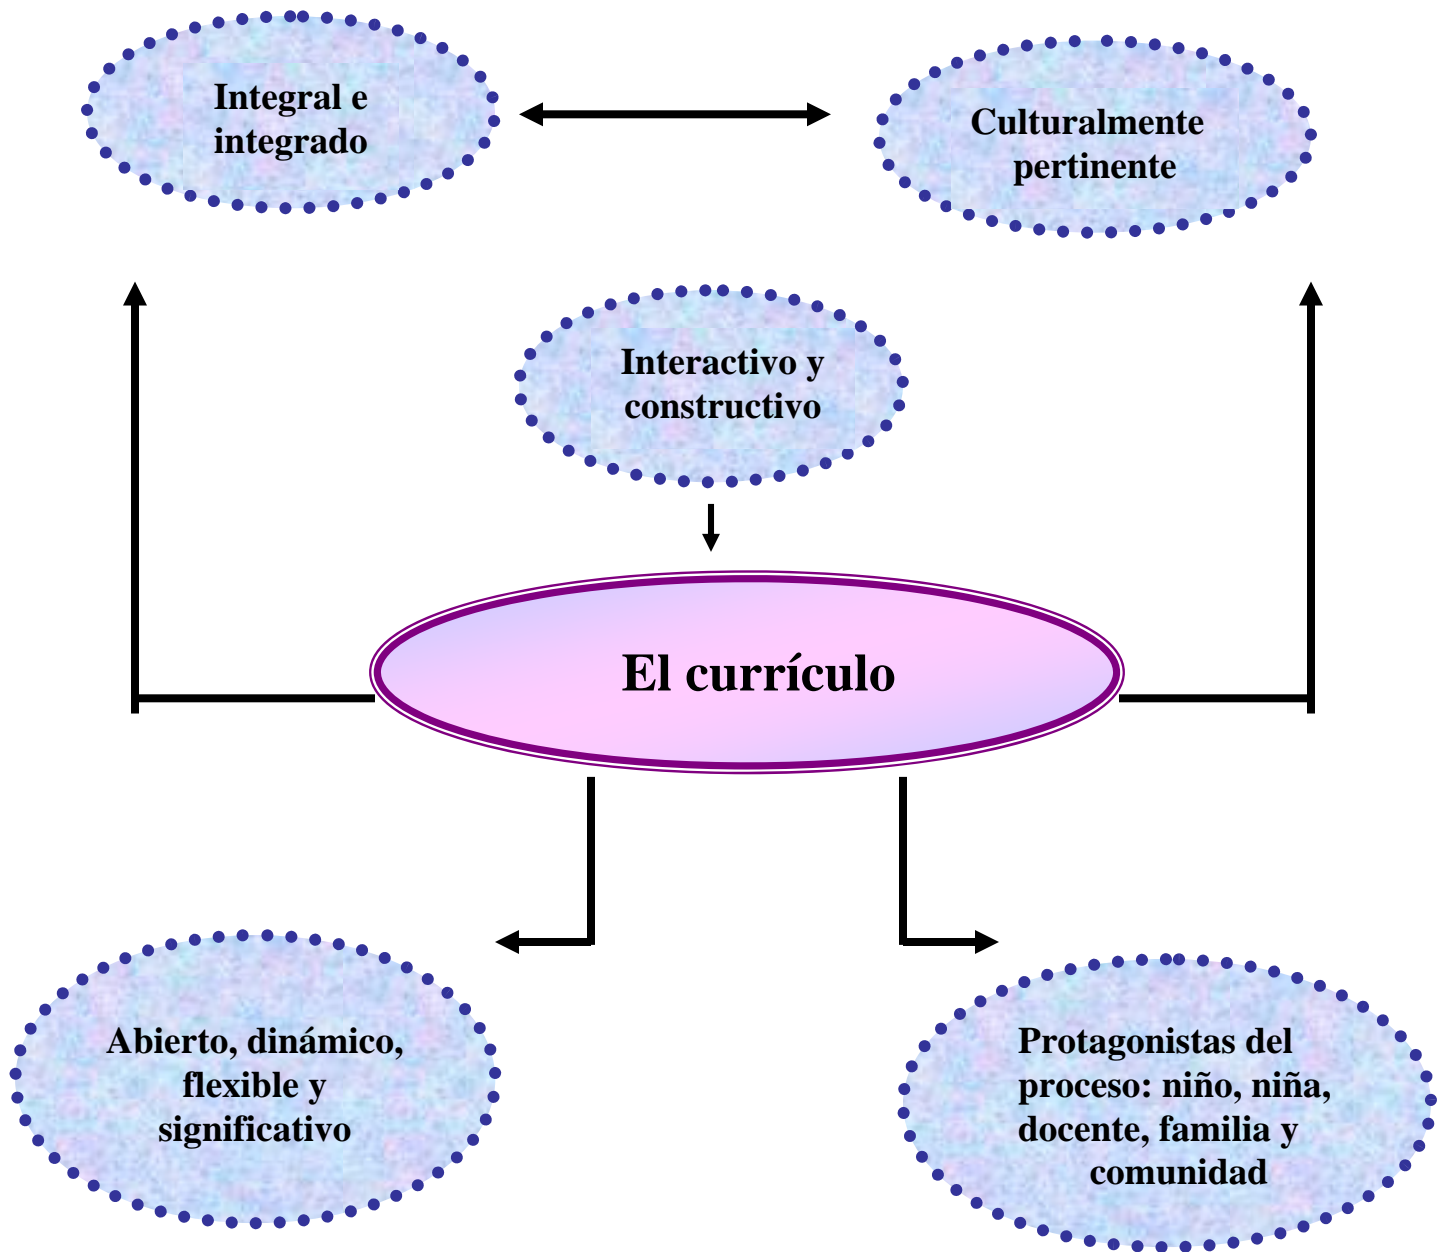 Integral e
integrado
Culturalmente
pertinente
Interactivo y
constructivo
El currículo
Abierto, dinámico,
flexible y
significativo
Protagonistas del
proceso: niño, niña,
docente, familia y
comunidad